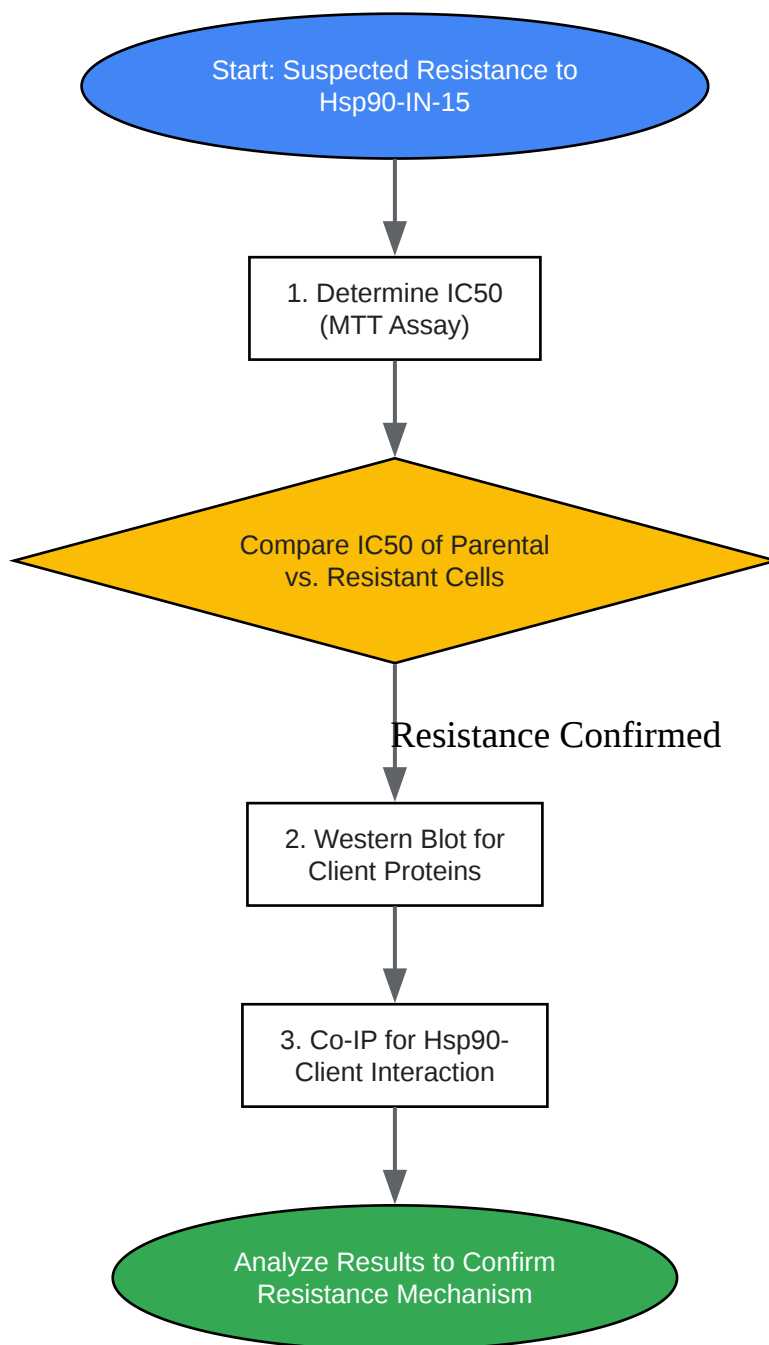 Start: Suspected Resistance to
Hsp90-IN-15
1. Determine IC50
(MTT Assay)
Compare IC50 of Parental
vs. Resistant Cells
Resistance Confirmed
2. Western Blot for
Client Proteins
3. Co-IP for Hsp90-
Client Interaction
Analyze Results to Confirm
Resistance Mechanism